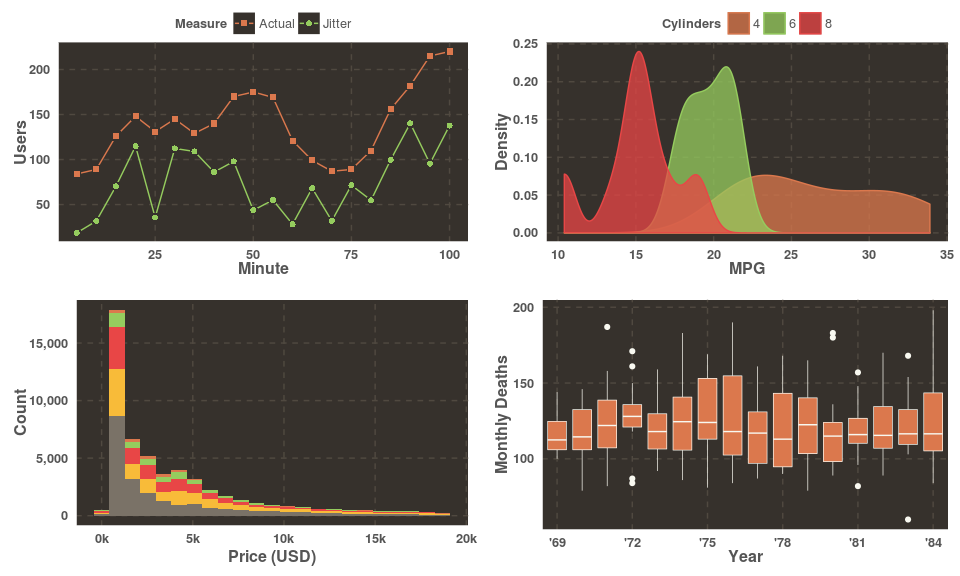 Measure Actual Jitter
Users
200
150
100
50
25 50 75 100
Minute
Cylinders 4 6 8
Density
0.25
0.20
0.15
0.10
0.05
0.00
10 15 20 25 30 35
MPG
Count
15,000
10,000
5,000
0
0k 5k 10k 15k 20k
Price (USD)
Monthly Deaths
200
150
100
'69 '72 '75 '78 '81 '84
Year